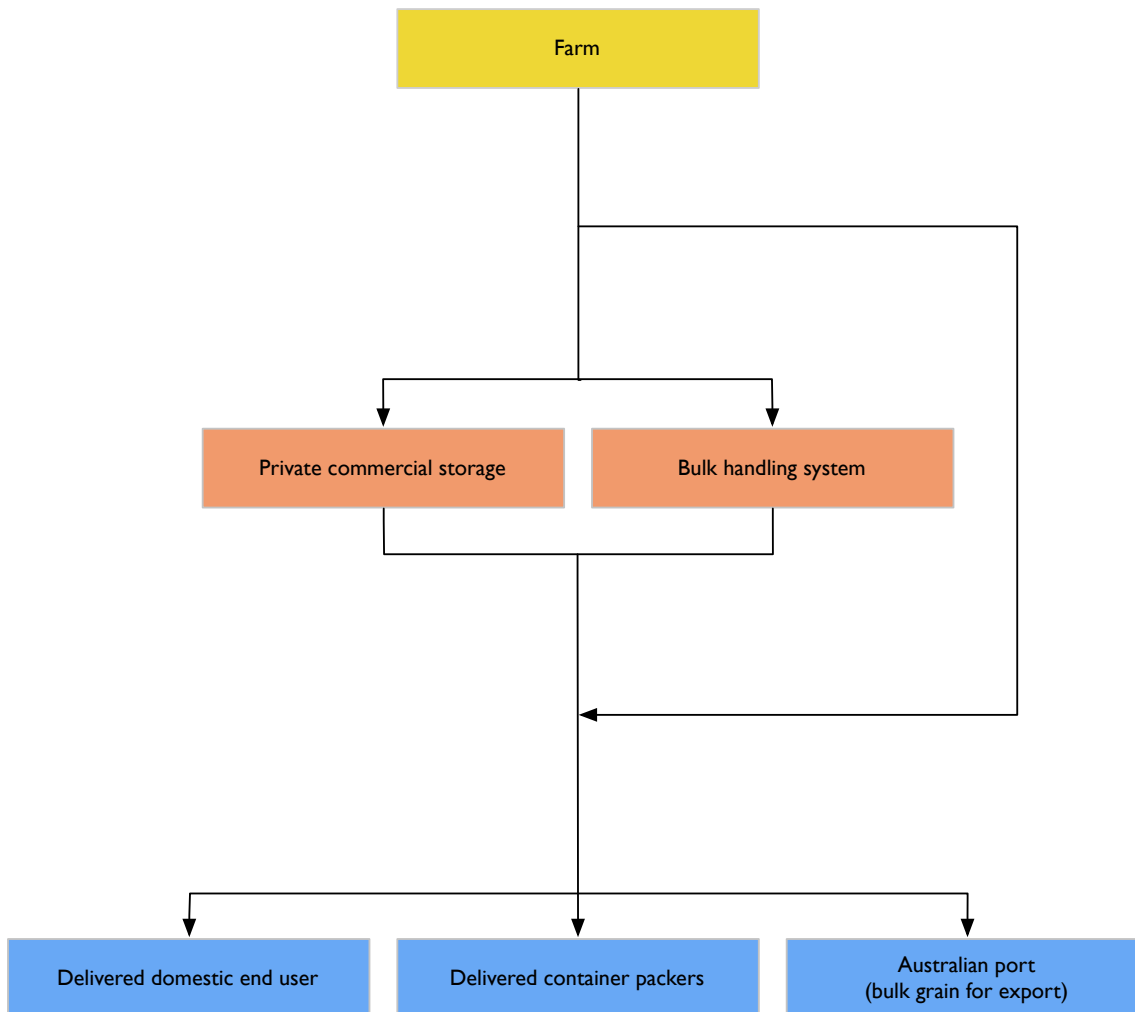 Farm
Private commercial storage
Bulk handling system
Delivered domestic end user
Delivered container packers
Australian port
(bulk grain for export)